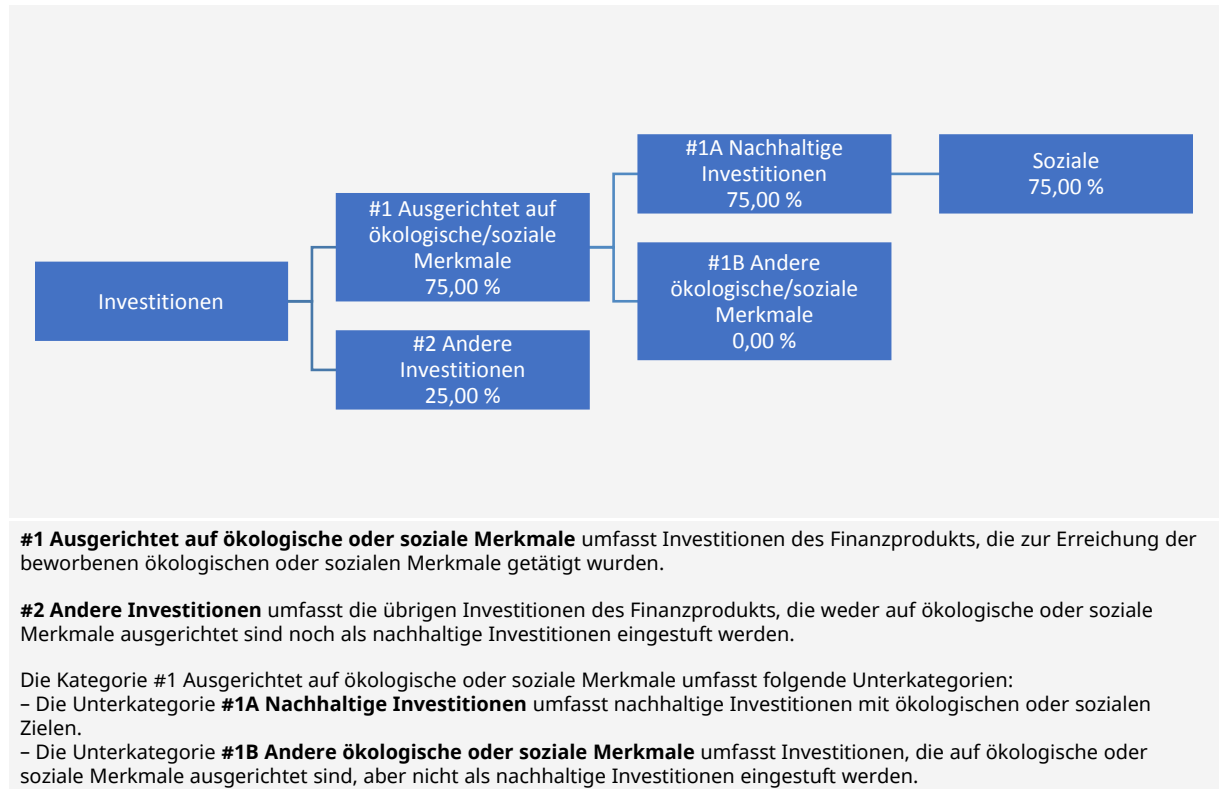 Investitionen
#1 Ausgerichtet auf
ökologische/soziale
Merkmale
75,00 %
#2 Andere
Investitionen
25,00 %
#1A Nachhaltige
Investitionen
75,00 %
#1B Andere
ökologische/soziale
Merkmale
0,00 %
Soziale
75,00 %
#1 Ausgerichtet auf ökologische oder soziale Merkmale umfasst Investitionen des Finanzprodukts, die zur Erreichung der
beworbenen ökologischen oder sozialen Merkmale getätigt wurden.
#2 Andere Investitionen umfasst die übrigen Investitionen des Finanzprodukts, die weder auf ökologische oder soziale
Merkmale ausgerichtet sind noch als nachhaltige Investitionen eingestuft werden.
Die Kategorie #1 Ausgerichtet auf ökologische oder soziale Merkmale umfasst folgende Unterkategorien:
– Die Unterkategorie #1A Nachhaltige Investitionen umfasst nachhaltige Investitionen mit ökologischen oder sozialen
Zielen.
– Die Unterkategorie #1B Andere ökologische oder soziale Merkmale umfasst Investitionen, die auf ökologische oder
soziale Merkmale ausgerichtet sind, aber nicht als nachhaltige Investitionen eingestuft werden.